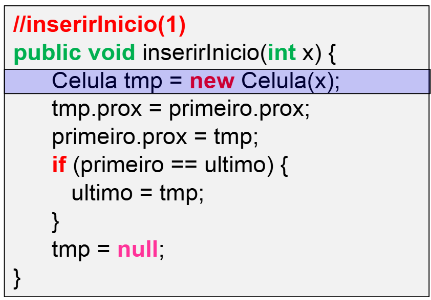 //inserirInicio(1)
public void inserirInicio(int x) {
Celula tmp = new Celula(x);
tmp.prox = primeiro.prox;
primeiro.prox = tmp;
if (primeiro == ultimo) {
ultimo = tmp;
}
tmp = null;
}